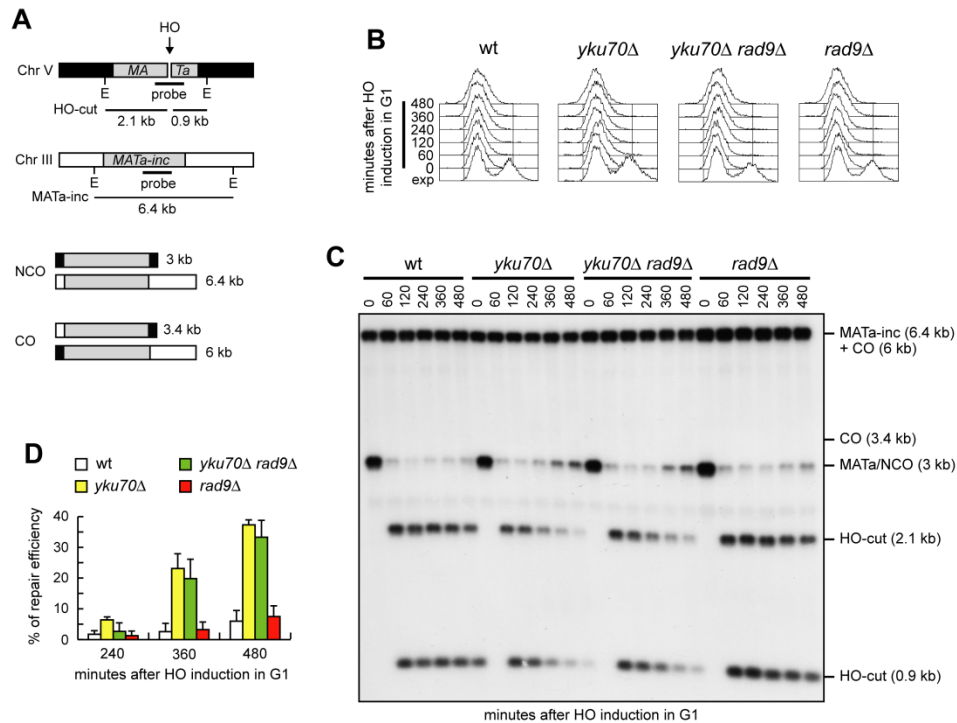 A
HO
Chr V
MA
Ta
E
probe
E
HO-cut
2.1 kb
0.9 kb
Chr III
MATa-inc
E
probe
E
MATa-inc
6.4 kb
NCO
3 kb
6.4 kb
CO
3.4 kb
6 kb
B
wt
yku70Δ
yku70Δ rad9Δ
rad9Δ
minutes after HO
induction in G1
480
360
240
120
60
0
exp
C
wt
yku70Δ
yku70Δ rad9Δ
rad9Δ
0 60 120 240 360 480 0 60 120 240 360 480 0 60 120 240 360 480 0 60 120 240 360 480
MATa-inc (6.4 kb)
+ CO (6 kb)
CO (3.4 kb)
MATa/NCO (3 kb)
HO-cut (2.1 kb)
HO-cut (0.9 kb)
minutes after HO induction in G1
D
wt
yku70Δ
yku70Δ rad9Δ
rad9Δ
% of repair efficiency
40
30
20
10
0
240
360
480
minutes after HO induction in G1